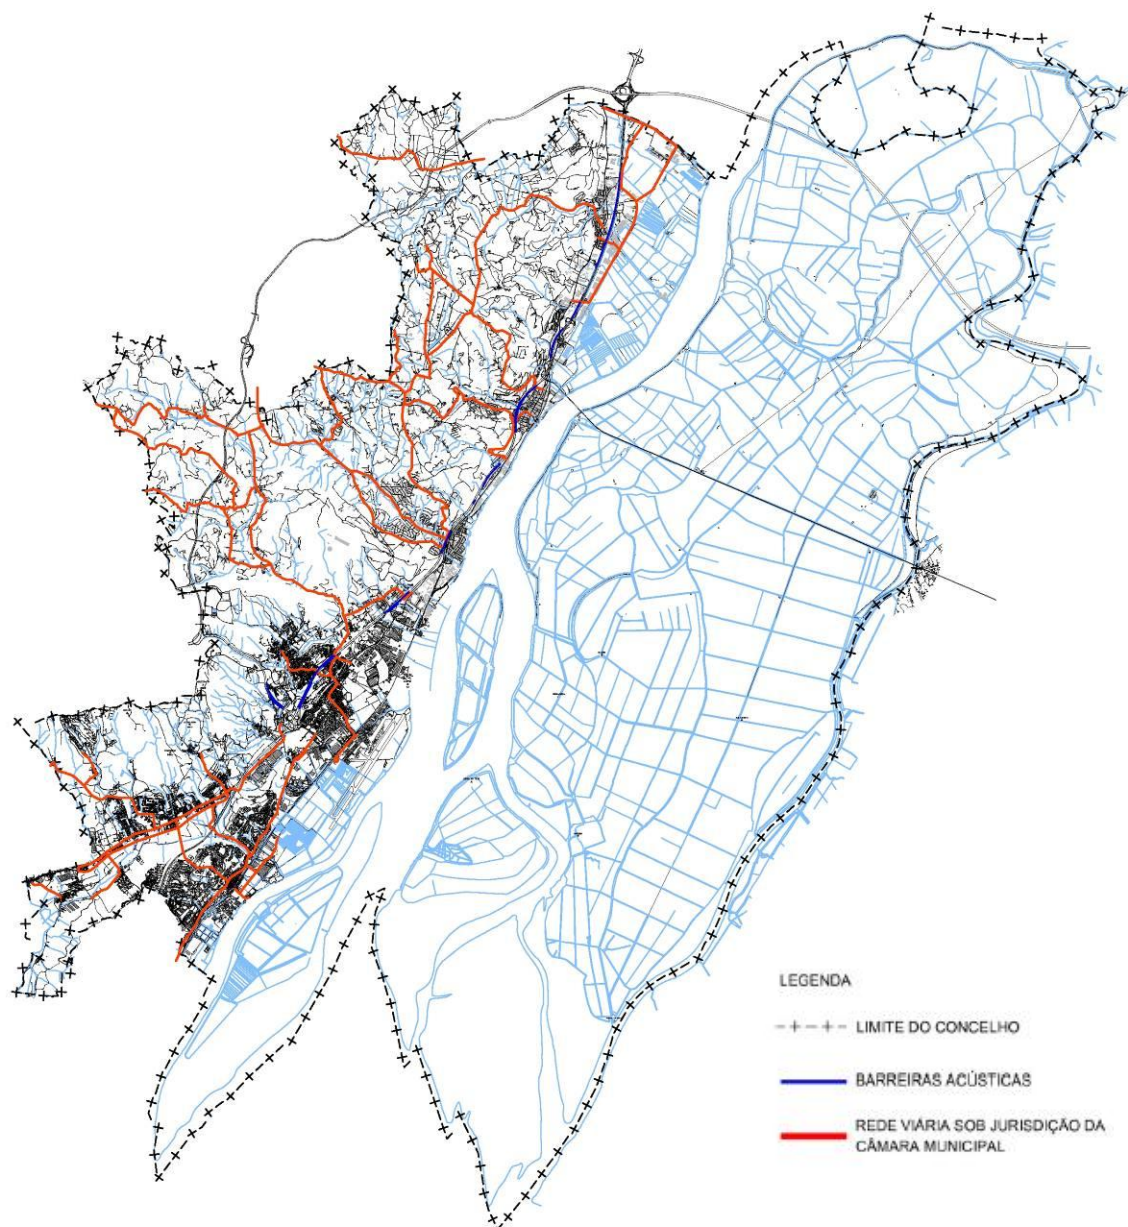 LEGENDA
LIMITE DO CONCELHO
BARREIRAS ACÚSTICAS
REDE VIÁRIA SOB JURISDIÇÃO DA
CÂMARA MUNICIPAL